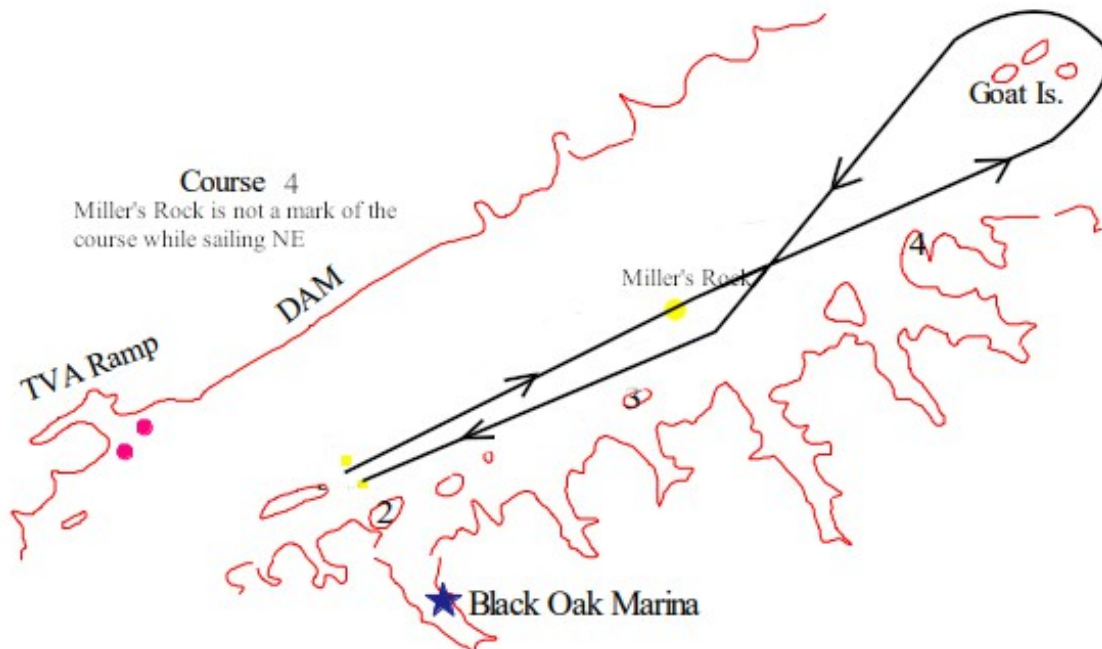 Goat Is.
Course 4
Miller's Rock is not a mark of the
course while sailing NE
4
Miller's Rock
DAM
TVA Ramp
3
2
Black Oak Marina